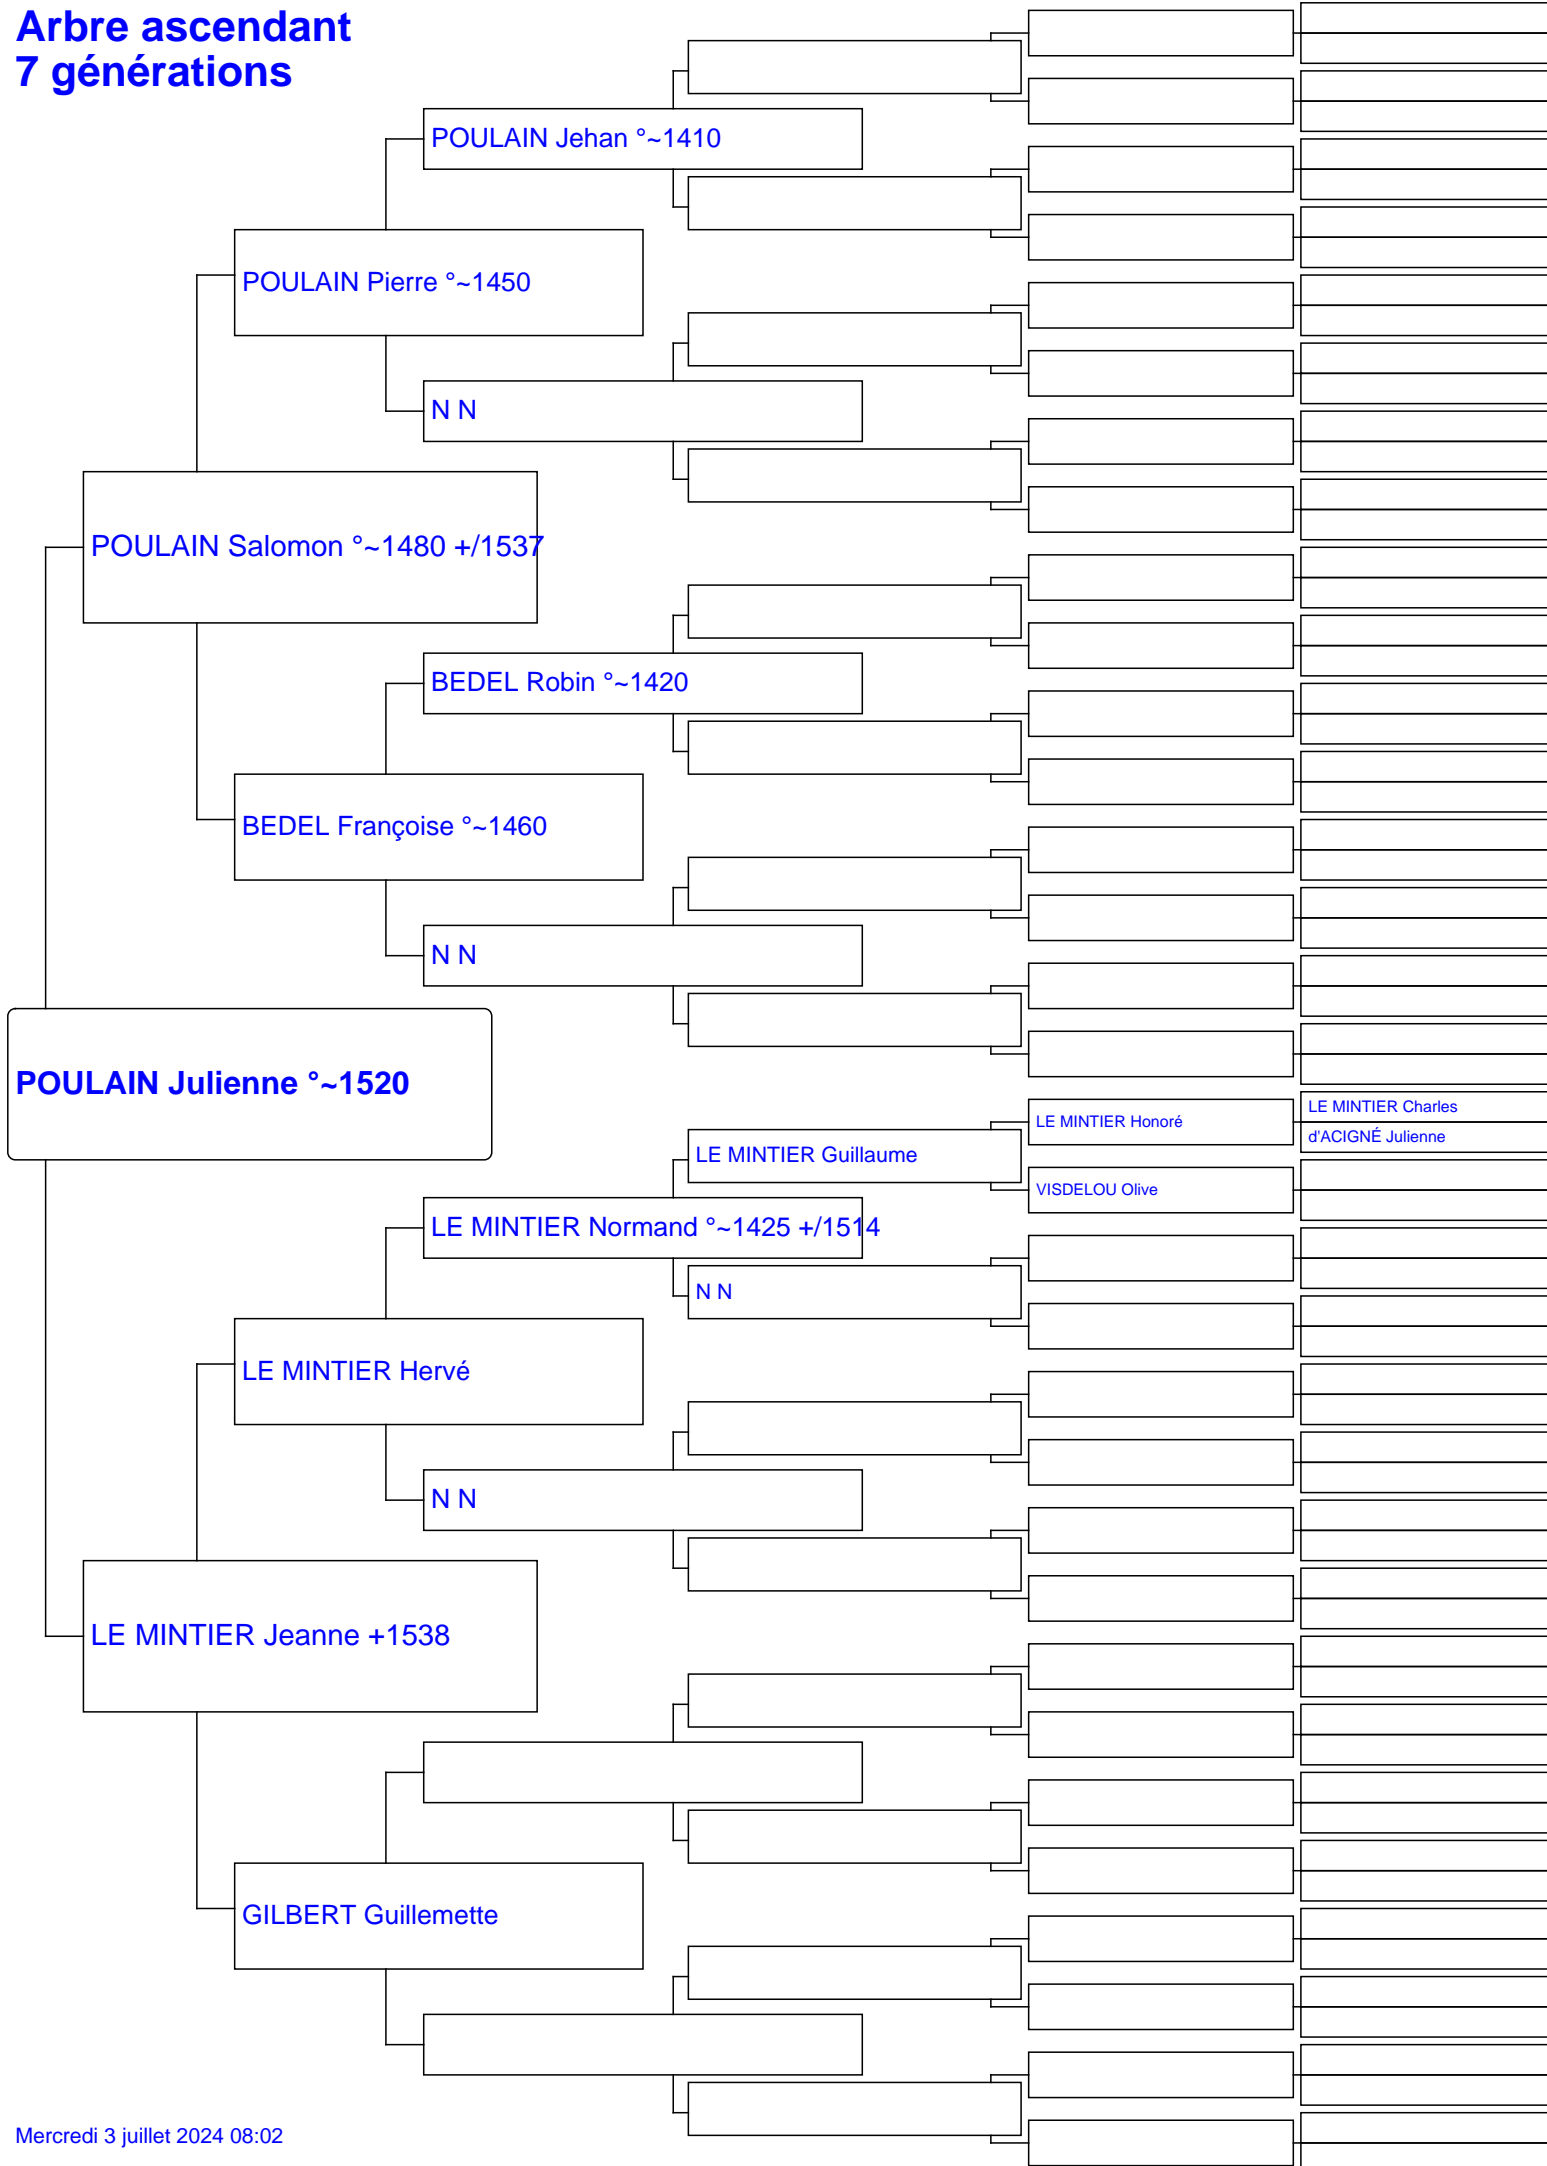 Arbre ascendant
7 générations
POULAIN Jehan °~1410
POULAIN Pierre °~1450
N N
POULAIN Salomon °~1480 +/1537
BEDEL Robin °~1420
BEDEL Françoise °~1460
N N
POULAIN Julienne °~1520
LE MINTIER Charles
LE MINTIER Honoré
d'ACIGNÉ Julienne
LE MINTIER Guillaume
VISDELOU Olive
LE MINTIER Normand °~1425 +/1514
N N
LE MINTIER Hervé
N N
LE MINTIER Jeanne +1538
GILBERT Guillemette
Mercredi 3 juillet 2024 08:02